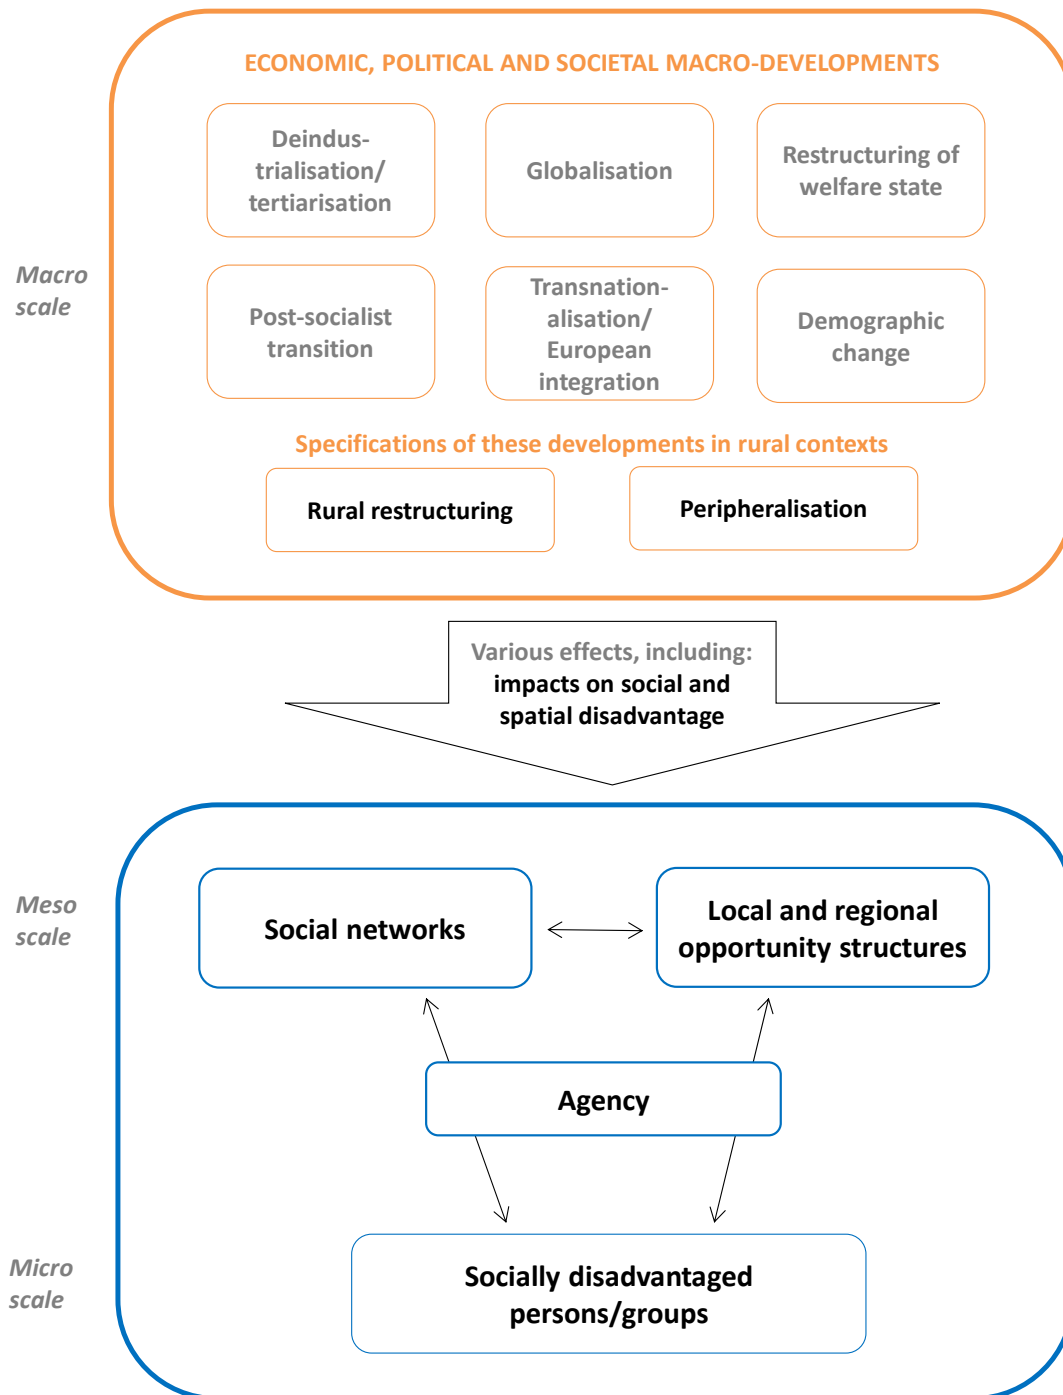 ECONOMIC, POLITICAL AND SOCIETAL MACRO-DEVELOPMENTS
Deindus-
trialisation/
tertiarisation
Globalisation
Restructuring of
welfare state
Macro
scale
Post-socialist
transition
Transnation-
alisation/
European
integration
Demographic
change
Specifications of these developments in rural contexts
Rural restructuring
Peripheralisation
Various effects, including:
impacts on social and
spatial disadvantage
Meso
scale
Social networks
Local and regional
opportunity structures
Agency
Micro
scale
Socially disadvantaged
persons/groups